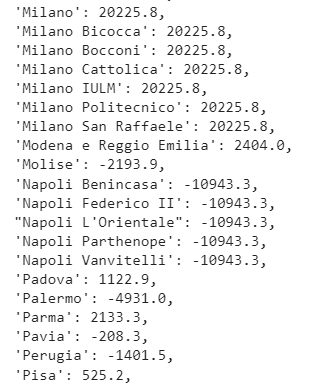 'Milano': 20225.8,
'Milano Bicocca': 20225.8,
'Milano Bocconi': 20225.8,
'Milano Cattolica': 20225.8,
'Milano IULM': 20225.8,
'Milano Politecnico': 20225.8,
'Milano San Raffaele': 20225.8,
'Modena e Reggio Emilia': 2404.0,
'Molise': -2193.9,
'Napoli Benincasa': -10943.3,
'Napoli Federico II': -10943.3,
"Napoli L'Orientale": -10943.3,
'Napoli Parthenope': -10943.3,
'Napoli Vanvitelli': -10943.3,
'Padova': 1122.9,
'Palermo': -4931.0,
'Parma': 2133.3,
'Pavia': -208.3,
'Perugia': -1401.5,
'Pisa': 525.2,